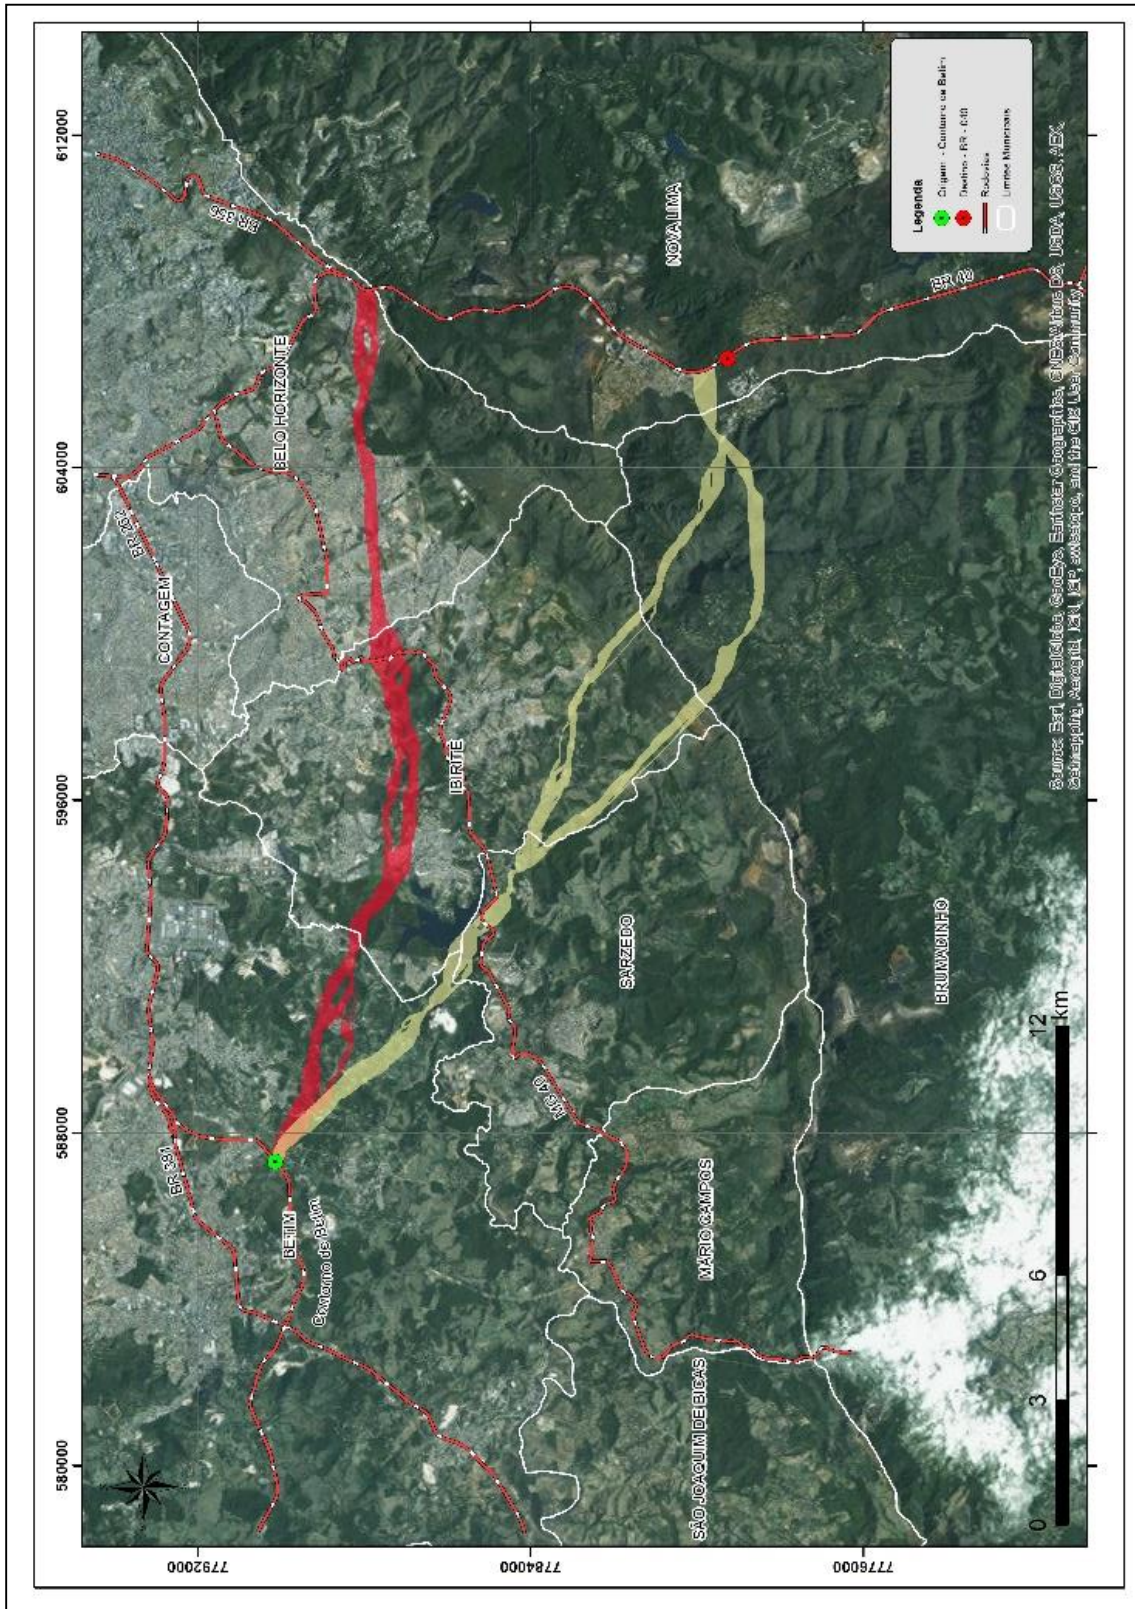 580000
588000
596000
604000
612000
7792000
7784000
7776000
BR 356
BELO HORIZONTE
BR 262
CONTAGEM
BR 381
BETIM
Contorno de Betim
IBIRITÉ
NOVA LIMA
SARZEDO
MG 40
MÁRIO CAMPOS
SÃO JOAQUIM DE BICAS
BRUMADINHO
Legenda
Origem - Contorno de Betim
Destino - BR - 040
Rodovias
Limites Municipais
0 3 6 12
km
Source: Esri, DigitalGlobe, GeoEye, Earthstar Geographics, CNES/Airbus DS, USDA, USGS, AEX,
Getmapping, Aerogrid, IGN, IGP, swisstopo, and the GIS User Community